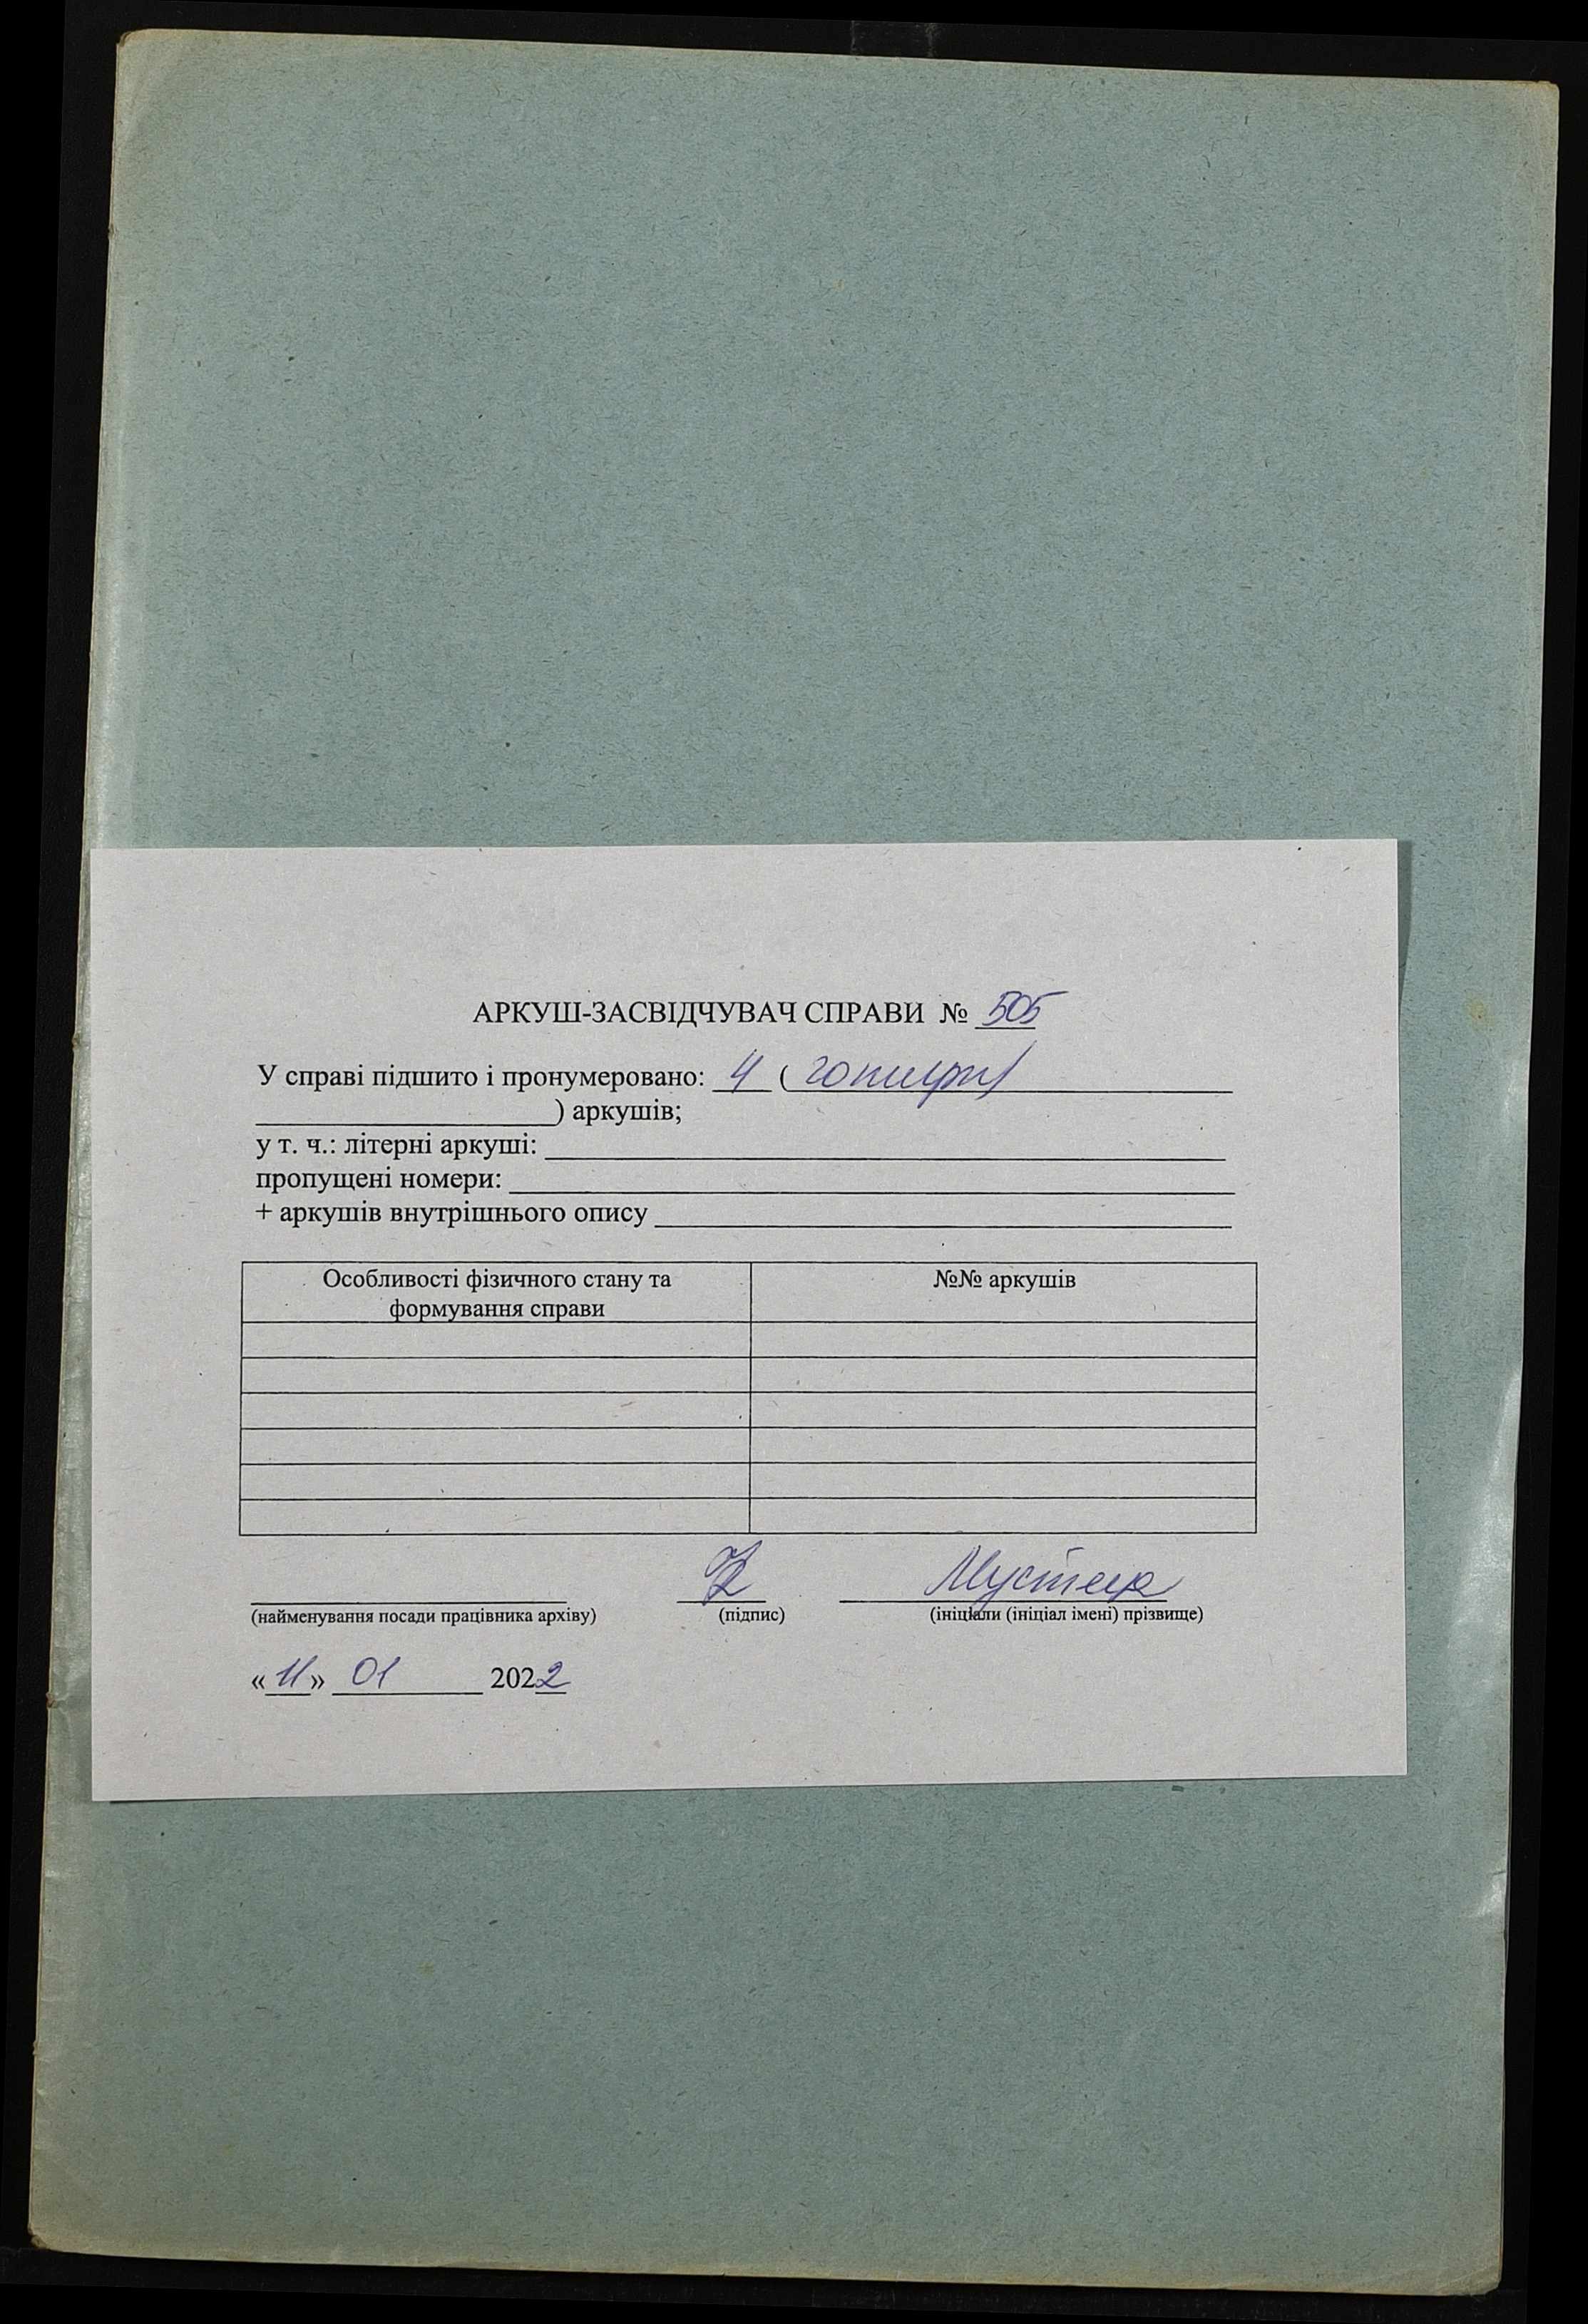 АРКУШ-ЗАСВІДЧУВАЧ СПРАВИ № 505
У справі підшито і пронумеровано: 4 ( чотири)
) аркушів;
у т. ч.: літерні аркуші:
пропущені номери:
+ аркушів внутрішнього опису
Особливості фізичного стану та
формування справи
№№ аркушів
(найменування посади працівника архіву)
(підпис)
(ініціали (ініціал імені) прізвище)
«11» 01 2022